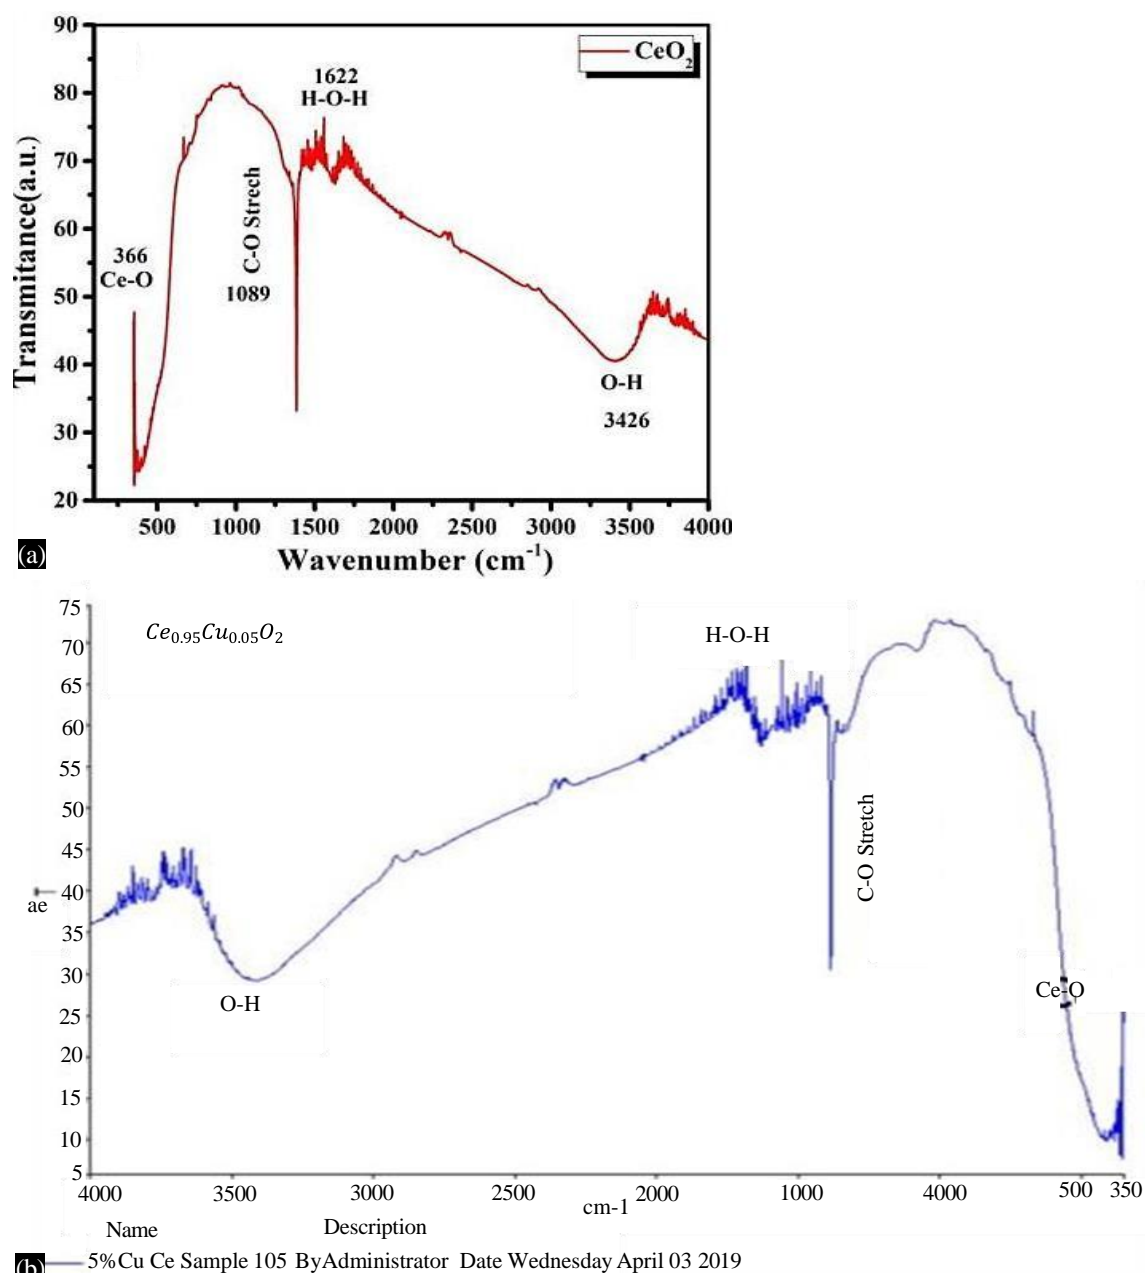 90
80
70
60
50
40
30
20
Transmitance(a.u.)
CeO2
1622
H-O-H
C-O Strech
1089
366
Ce-O
O-H
3426
500 1000 1500 2000 2500 3000 3500 4000
Wavenumber (cm-1)
(a)
75
70
65
60
55
50
45
40
35
30
25
20
15
10
5
ae
Ce0.95Cu0.05O2
H-O-H
C-O Stretch
Ce-O
O-H
4000 3500 3000 2500 2000 1000 4000 500 350
cm-1
Name Description
(b)
5%Cu Ce Sample 105 ByAdministrator Date Wednesday April 03 2019